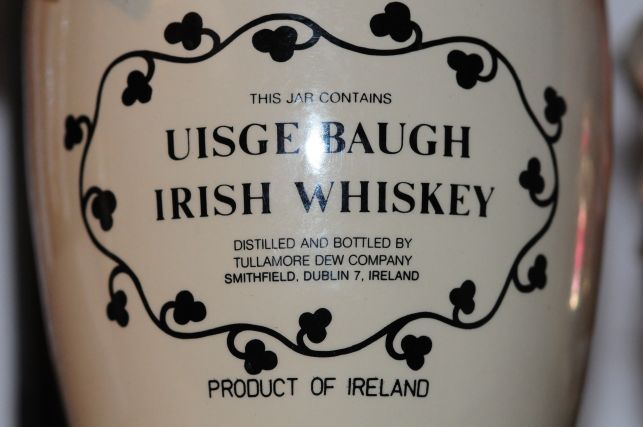 THIS JAR CONTAINS
UISGE BAUGH
IRISH WHISKEY
DISTILLED AND BOTTLED BY
TULLAMORE DEW COMPANY
SMITHFIELD, DUBLIN 7, IRELAND
PRODUCT OF IRELAND